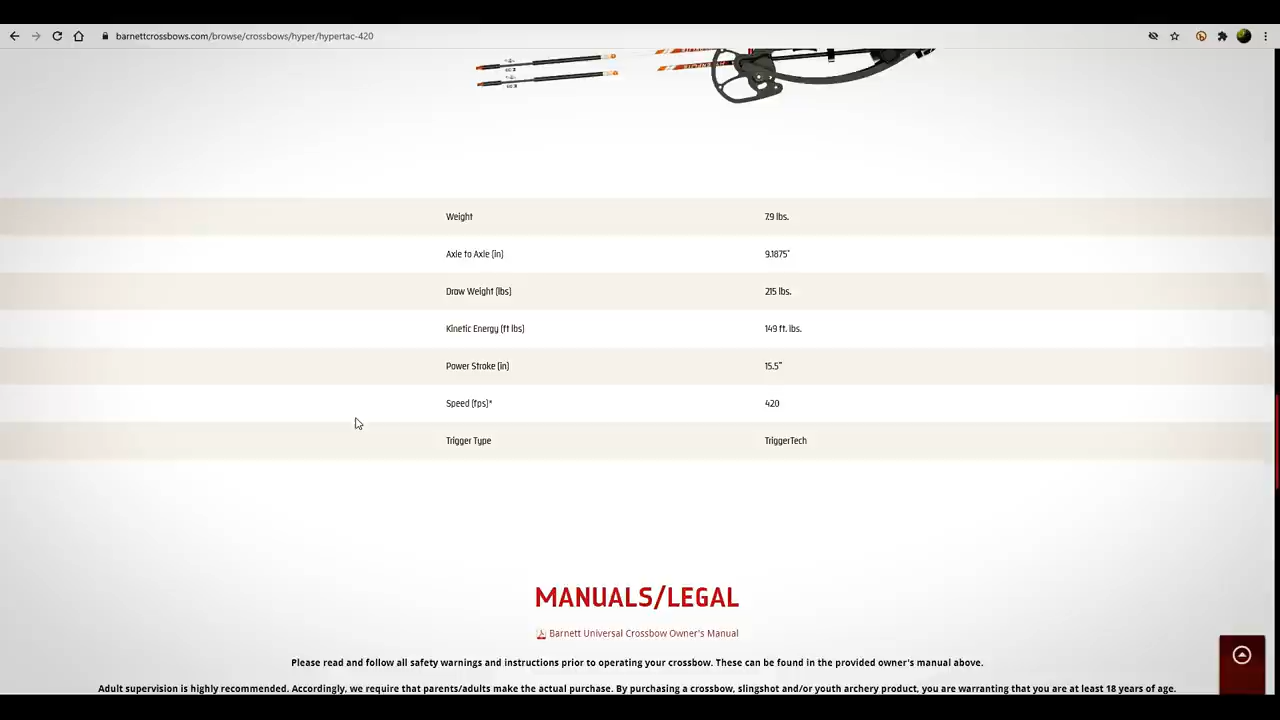 barnettcrossbows.com/browse/crossbows/hyper/hypertac-420
Weight 7.9 lbs.
Axle to Axle (in) 9.1875"
Draw Weight (lbs) 215 lbs.
Kinetic Energy (ft lbs) 149 ft. lbs.
Power Stroke (in) 15.5"
Speed (fps)* 420
Trigger Type TriggerTech
MANUALS/LEGAL
Barnett Universal Crossbow Owner's Manual
Please read and follow all safety warnings and instructions prior to operating your crossbow. These can be found in the provided owner's manual above.
Adult supervision is highly recommended. Accordingly, we require that parents/adults make the actual purchase. By purchasing a crossbow, slingshot and/or youth archery product, you are warranting that you are at least 18 years of age.